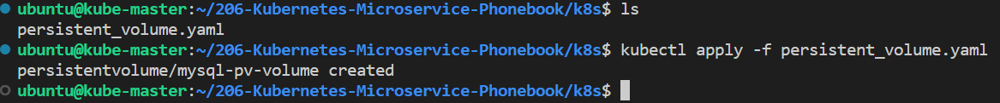 ubuntu@kube-master:~/206-Kubernetes-Microservice-Phonebook/k8s$ ls
persistent_volume.yaml
ubuntu@kube-master:~/206-Kubernetes-Microservice-Phonebook/k8s$ kubectl apply -f persistent_volume.yaml
persistentvolume/mysql-pv-volume created
ubuntu@kube-master:~/206-Kubernetes-Microservice-Phonebook/k8s$